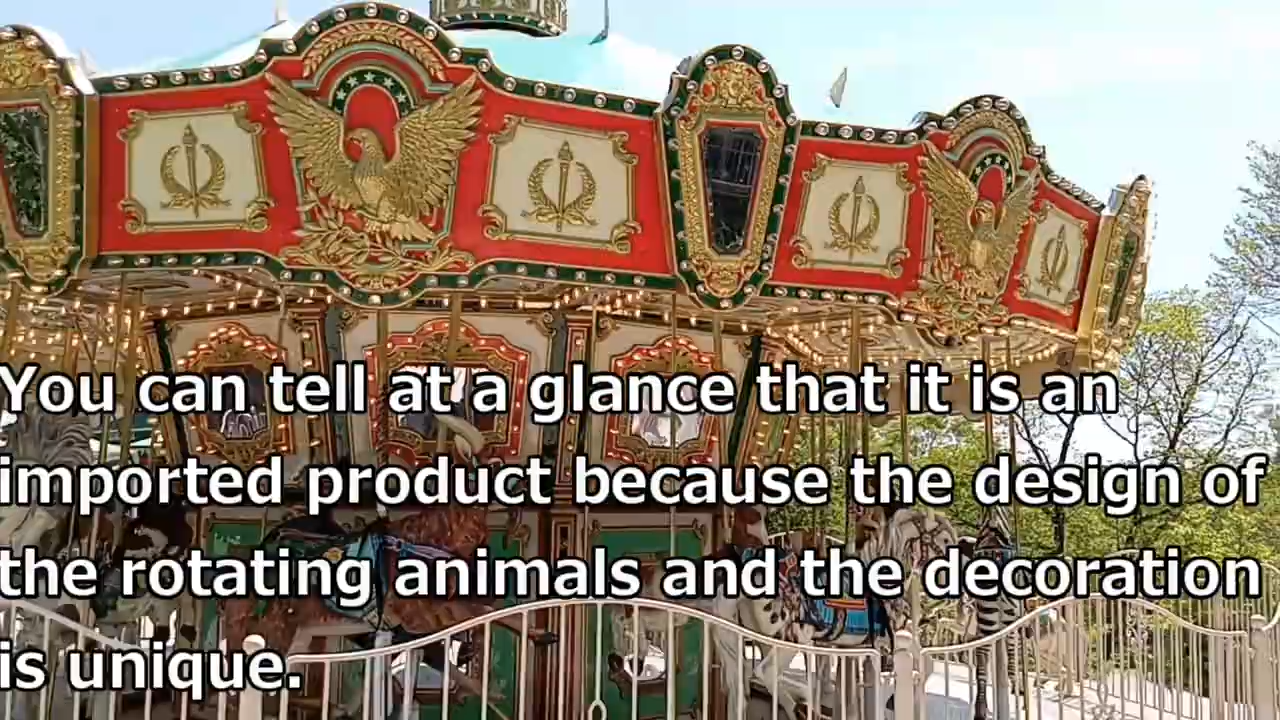 You can tell at a glance that it is an
imported product because the design of
the rotating animals and the decoration
is unique.